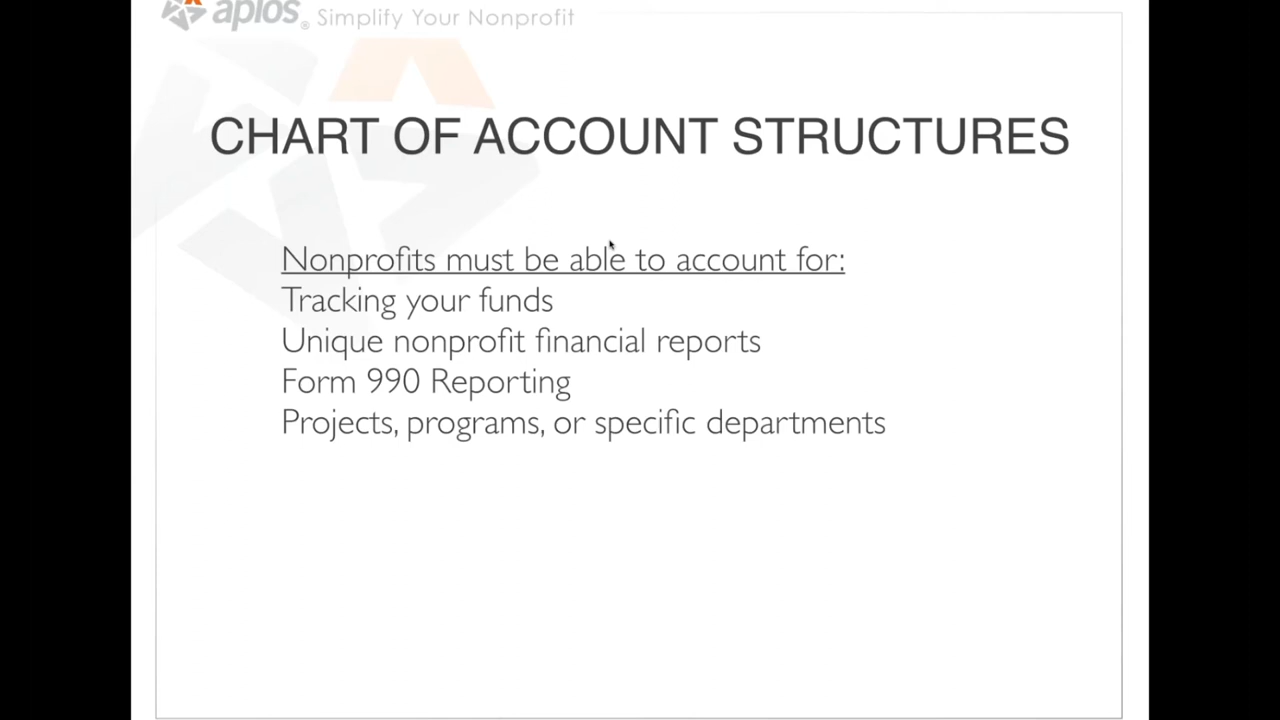 aplos® Simplify Your Nonprofit
CHART OF ACCOUNT STRUCTURES
Nonprofits must be able to account for:
Tracking your funds
Unique nonprofit financial reports
Form 990 Reporting
Projects, programs, or specific departments